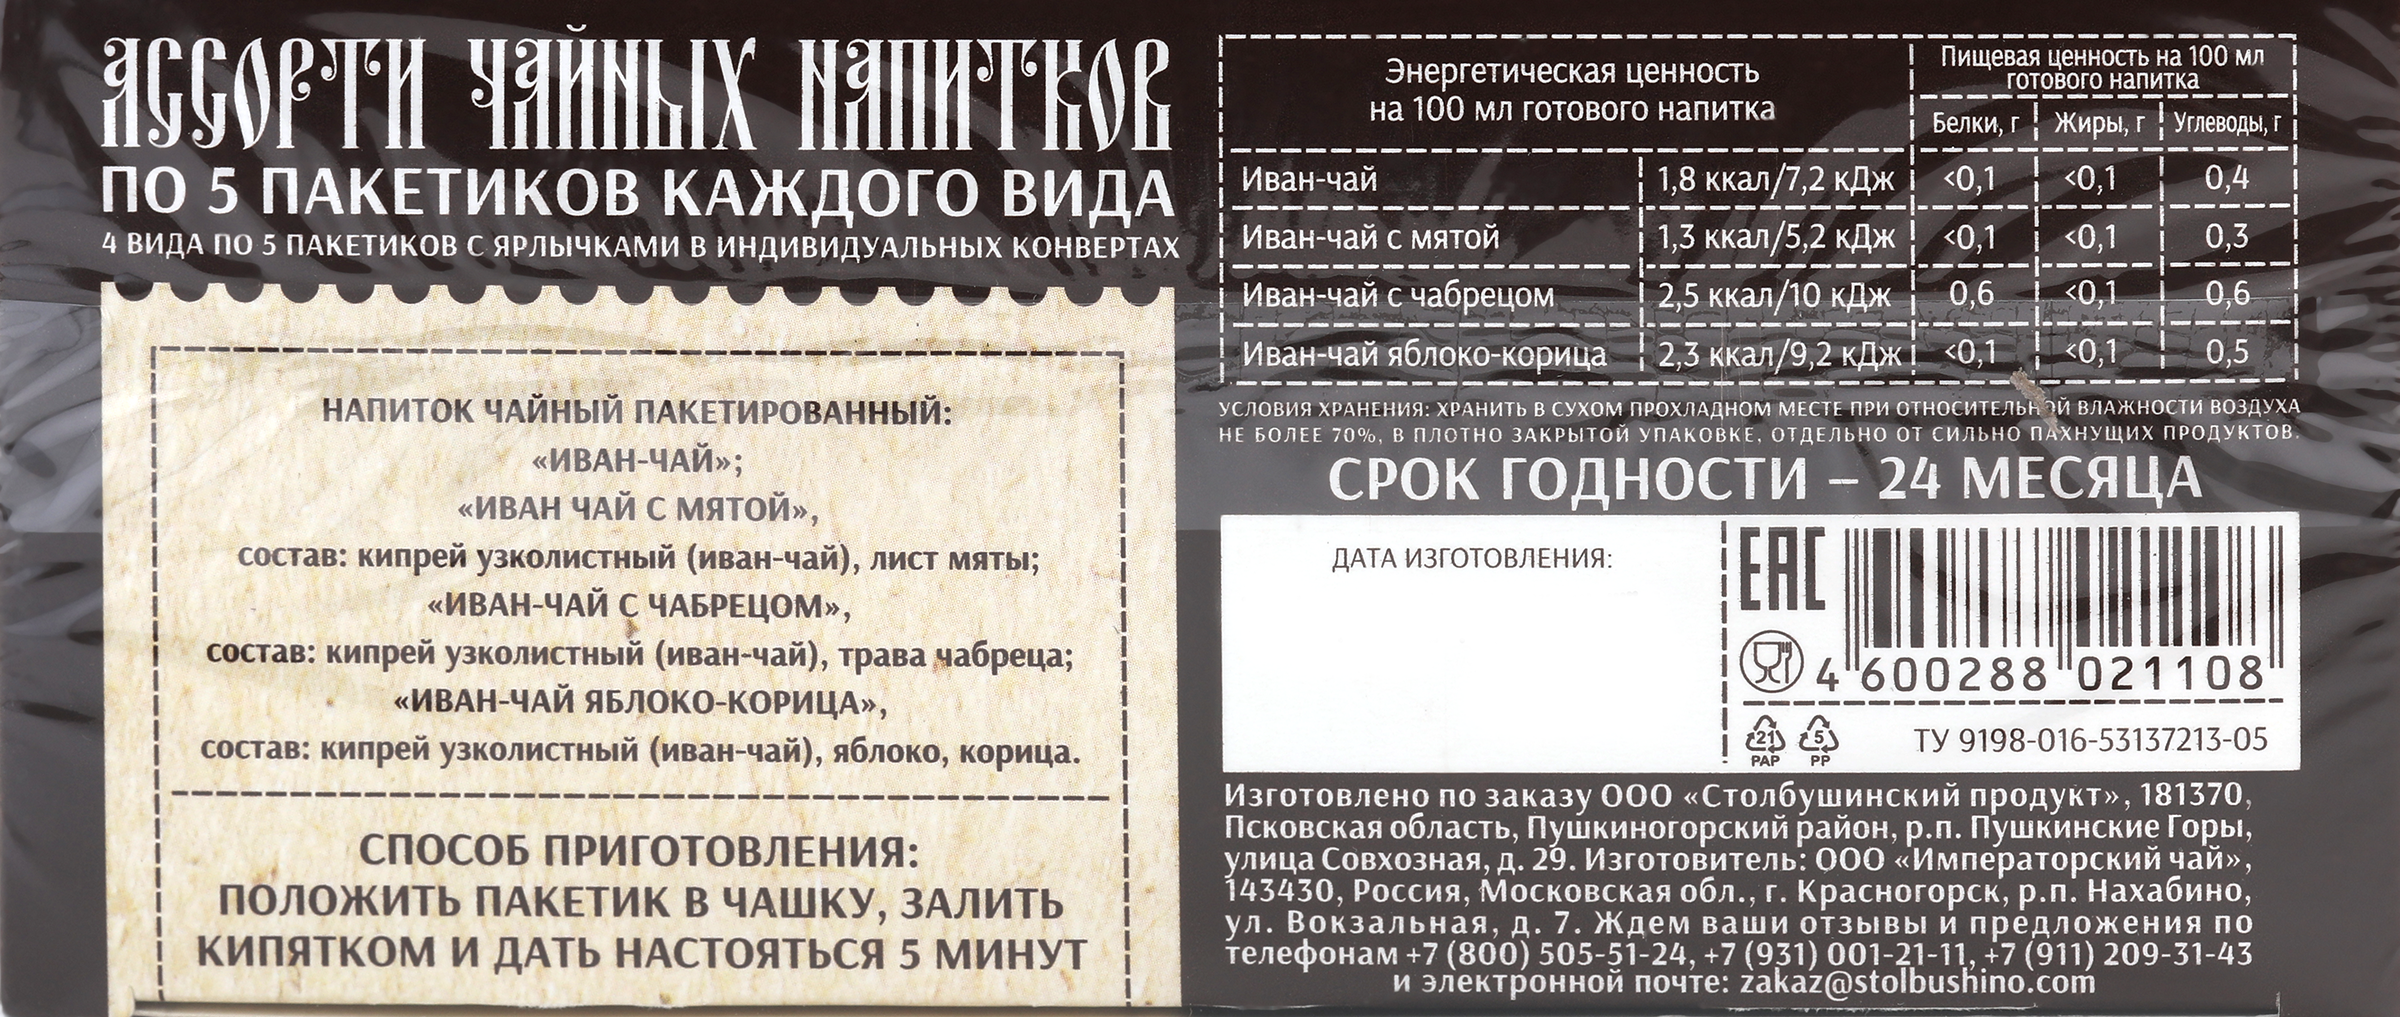 АССОРТИ ЧАЙНЫХ НАПИТКОВ
ПО 5 ПАКЕТИКОВ КАЖДОГО ВИДА
4 ВИДА ПО 5 ПАКЕТИКОВ С ЯРЛЫЧКАМИ В ИНДИВИДУАЛЬНЫХ КОНВЕРТАХ
НАПИТОК ЧАЙНЫЙ ПАКЕТИРОВАННЫЙ:
«ИВАН-ЧАЙ»;
«ИВАН ЧАЙ С МЯТОЙ»,
состав: кипрей узколистный (иван-чай), лист мяты;
«ИВАН-ЧАЙ С ЧАБРЕЦОМ»,
состав: кипрей узколистный (иван-чай), трава чабреца;
«ИВАН-ЧАЙ ЯБЛОКО-КОРИЦА»,
состав: кипрей узколистный (иван-чай), яблоко, корица.
СПОСОБ ПРИГОТОВЛЕНИЯ:
ПОЛОЖИТЬ ПАКЕТИК В ЧАШКУ, ЗАЛИТЬ
КИПЯТКОМ И ДАТЬ НАСТОЯТЬСЯ 5 МИНУТ
Энергетическая ценность
на 100 мл готового напитка
Пищевая ценность на 100 мл
готового напитка
Белки, г Жиры, г Углеводы, г
Иван-чай 1,8 ккал/7,2 кДж <0,1 <0,1 0,4
Иван-чай с мятой 1,3 ккал/5,2 кДж <0,1 <0,1 0,3
Иван-чай с чабрецом 2,5 ккал/10 кДж 0,6 <0,1 0,6
Иван-чай яблоко-корица 2,3 ккал/9,2 кДж <0,1 <0,1 0,5
УСЛОВИЯ ХРАНЕНИЯ: ХРАНИТЬ В СУХОМ ПРОХЛАДНОМ МЕСТЕ ПРИ ОТНОСИТЕЛЬНОЙ ВЛАЖНОСТИ ВОЗДУХА
НЕ БОЛЕЕ 70%, В ПЛОТНО ЗАКРЫТОЙ УПАКОВКЕ, ОТДЕЛЬНО ОТ СИЛЬНО ПАХНУЩИХ ПРОДУКТОВ.
СРОК ГОДНОСТИ – 24 МЕСЯЦА
ДАТА ИЗГОТОВЛЕНИЯ:
ЕАС
4 600288 021108
21 5
PAP PP
ТУ 9198-016-53137213-05
Изготовлено по заказу ООО «Столбушинский продукт», 181370,
Псковская область, Пушкиногорский район, р.п. Пушкинские Горы,
улица Совхозная, д. 29. Изготовитель: ООО «Императорский чай»,
143430, Россия, Московская обл., г. Красногорск, р.п. Нахабино,
ул. Вокзальная, д. 7. Ждем ваши отзывы и предложения по
телефонам +7 (800) 505-51-24, +7 (931) 001-21-11, +7 (911) 209-31-43
и электронной почте: zakaz@stolbushino.com